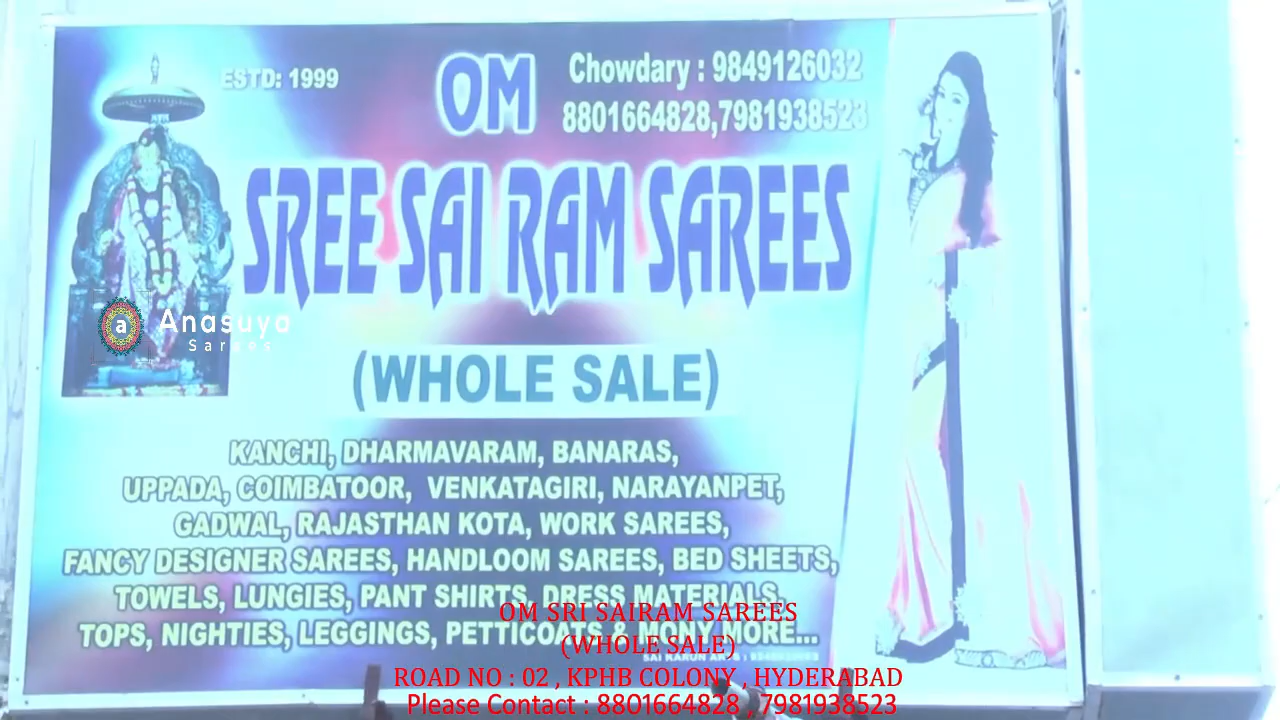 ESTD: 1999
OM
Chowdary : 9849126032
8801664828,7981938523
SREE SAI RAM SAREES
a Anasuya
Sarees
(WHOLE SALE)
KANCHI, DHARMAVARAM, BANARAS,
UPPADA, COIMBATOOR, VENKATAGIRI, NARAYANPET,
GADWAL, RAJASTHAN KOTA, WORK SAREES,
FANCY DESIGNER SAREES, HANDLOOM SAREES, BED SHEETS,
TOWELS, LUNGIES, PANT SHIRTS, DRESS MATERIALS,
TOPS, NIGHTIES, LEGGINGS, PETTICOATS & MONY MORE...
SAI KARUN
OM SRI SAIRAM SAREES
(WHOLE SALE)
ROAD NO : 02 , KPHB COLONY , HYDERABAD
Please Contact : 8801664828 , 7981938523